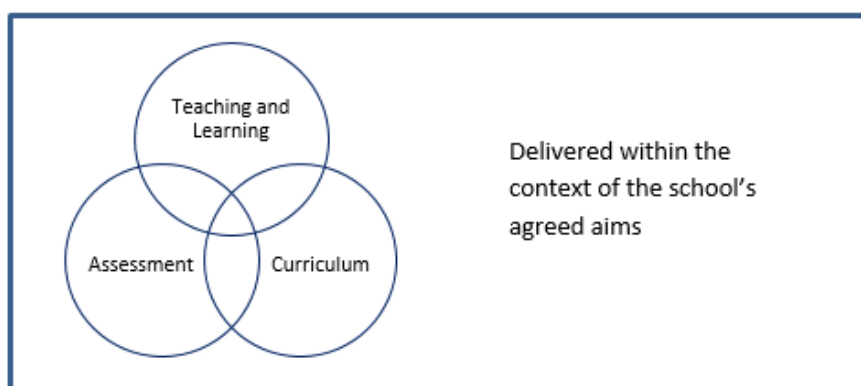 Teaching and
Learning
Delivered within the
context of the school’s
agreed aims
Assessment
Curriculum